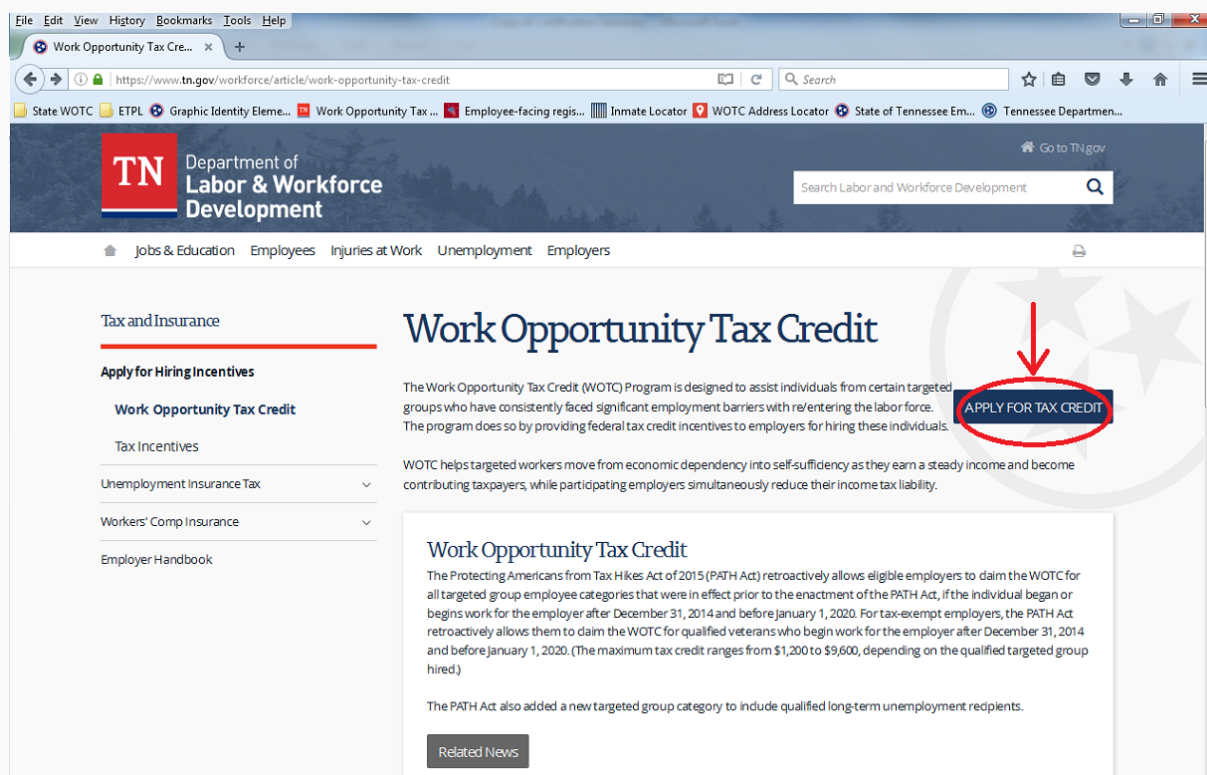 File Edit View History Bookmarks Tools Help
Work Opportunity Tax Cre... × +
https://www.tn.gov/workforce/article/work-opportunity-tax-credit Search
State WOTC ETPL Graphic Identity Eleme... Work Opportunity Tax ... Employee-facing regis... Inmate Locator WOTC Address Locator State of Tennessee Em... Tennessee Departmen...
Go to TN.gov
TN
Department of
Labor & Workforce
Development
Search Labor and Workforce Development
Jobs & Education Employees Injuries at Work Unemployment Employers
Tax and Insurance
Apply for Hiring Incentives
Work Opportunity Tax Credit
Tax Incentives
Unemployment Insurance Tax
Workers' Comp Insurance
Employer Handbook
Work Opportunity Tax Credit
The Work Opportunity Tax Credit (WOTC) Program is designed to assist individuals from certain targeted
groups who have consistently faced significant employment barriers with re/entering the labor force.
The program does so by providing federal tax credit incentives to employers for hiring these individuals.
APPLY FOR TAX CREDIT
WOTC helps targeted workers move from economic dependency into self-sufficiency as they earn a steady income and become
contributing taxpayers, while participating employers simultaneously reduce their income tax liability.
Work Opportunity Tax Credit
The Protecting Americans from Tax Hikes Act of 2015 (PATH Act) retroactively allows eligible employers to claim the WOTC for
all targeted group employee categories that were in effect prior to the enactment of the PATH Act, if the individual began or
begins work for the employer after December 31, 2014 and before January 1, 2020. For tax-exempt employers, the PATH Act
retroactively allows them to claim the WOTC for qualified veterans who begin work for the employer after December 31, 2014
and before January 1, 2020. (The maximum tax credit ranges from $1,200 to $9,600, depending on the qualified targeted group
hired.)
The PATH Act also added a new targeted group category to include qualified long-term unemployment recipients.
Related News